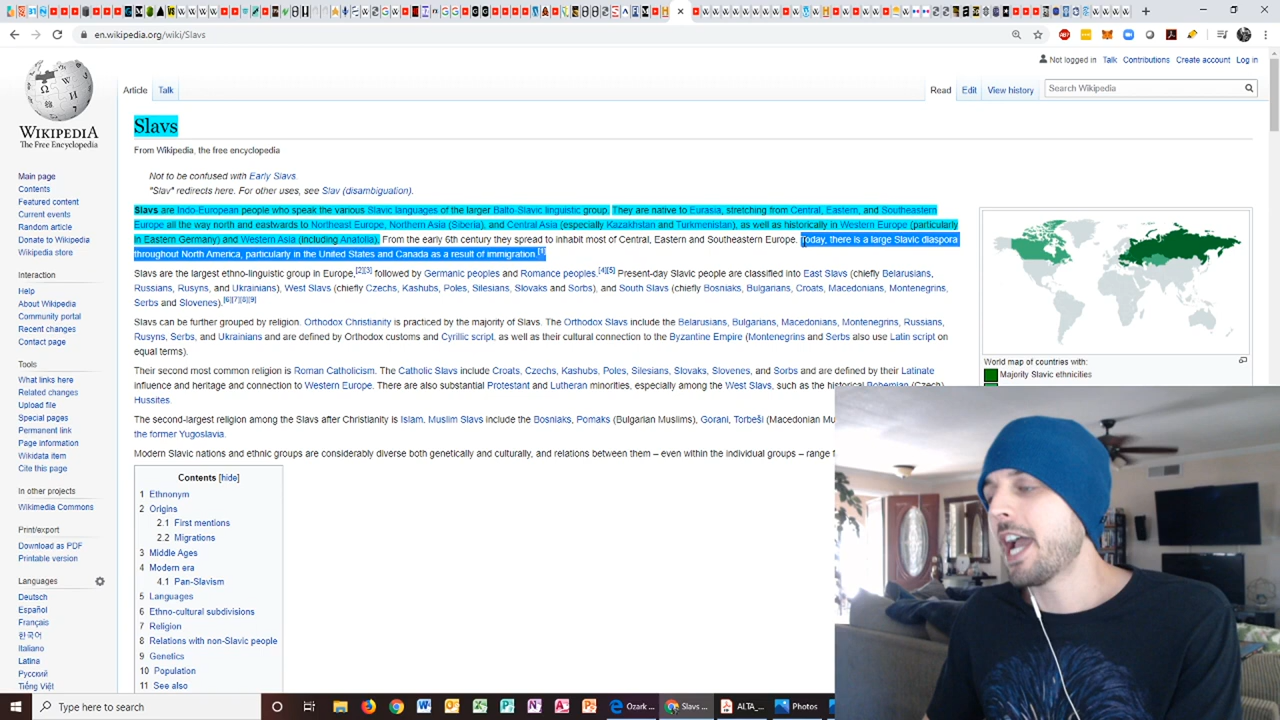 en.wikipedia.org/wiki/Slavs
Not logged in Talk Contributions Create account Log in
Article Talk Read Edit View history Search Wikipedia
WIKIPEDIA
The Free Encyclopedia
Main page
Contents
Featured content
Current events
Random article
Donate to Wikipedia
Wikipedia store
Interaction
Help
About Wikipedia
Community portal
Recent changes
Contact page
Tools
What links here
Related changes
Upload file
Special pages
Permanent link
Page information
Wikidata item
Cite this page
In other projects
Wikimedia Commons
Print/export
Download as PDF
Printable version
Languages
Deutsch
Español
Français
한국어
Italiano
Latina
Русский
Tiếng Việt
Slavs
From Wikipedia, the free encyclopedia
Not to be confused with Early Slavs.
"Slav" redirects here. For other uses, see Slav (disambiguation).
Slavs are Indo-European people who speak the various Slavic languages of the larger Balto-Slavic linguistic group. They are native to Eurasia, stretching from Central, Eastern, and Southeastern
Europe all the way north and eastwards to Northeast Europe, Northern Asia (Siberia), and Central Asia (especially Kazakhstan and Turkmenistan), as well as historically in Western Europe (particularly
in Eastern Germany) and Western Asia (including Anatolia). From the early 6th century they spread to inhabit most of Central, Eastern and Southeastern Europe. Today, there is a large Slavic diaspora
throughout North America, particularly in the United States and Canada as a result of immigration.[1]
Slavs are the largest ethno-linguistic group in Europe,[2][3] followed by Germanic peoples and Romance peoples.[4][5] Present-day Slavic people are classified into East Slavs (chiefly Belarusians,
Russians, Rusyns, and Ukrainians), West Slavs (chiefly Czechs, Kashubs, Poles, Silesians, Slovaks and Sorbs), and South Slavs (chiefly Bosniaks, Bulgarians, Croats, Macedonians, Montenegrins,
Serbs and Slovenes).[6][7][8][9]
Slavs can be further grouped by religion. Orthodox Christianity is practiced by the majority of Slavs. The Orthodox Slavs include the Belarusians, Bulgarians, Macedonians, Montenegrins, Russians,
Rusyns, Serbs, and Ukrainians and are defined by Orthodox customs and Cyrillic script, as well as their cultural connection to the Byzantine Empire (Montenegrins and Serbs also use Latin script on
equal terms).
Their second most common religion is Roman Catholicism. The Catholic Slavs include Croats, Czechs, Kashubs, Poles, Silesians, Slovaks, Slovenes, and Sorbs and are defined by their Latinate
influence and heritage and connection to Western Europe. There are also substantial Protestant and Lutheran minorities, especially among the West Slavs, such as the historical Bohemian (Czech)
Hussites.
The second-largest religion among the Slavs after Christianity is Islam. Muslim Slavs include the Bosniaks, Pomaks (Bulgarian Muslims), Gorani, Torbeši (Macedonian Mu
the former Yugoslavia.
Modern Slavic nations and ethnic groups are considerably diverse both genetically and culturally, and relations between them – even within the individual groups – range f
World map of countries with:
Majority Slavic ethnicities
Contents [hide]
1 Ethnonym
2 Origins
2.1 First mentions
2.2 Migrations
3 Middle Ages
4 Modern era
4.1 Pan-Slavism
5 Languages
6 Ethno-cultural subdivisions
7 Religion
8 Relations with non-Slavic people
9 Genetics
10 Population
11 See also
Type here to search
Ozark ...
Slavs ...
ALTA_...
Photos